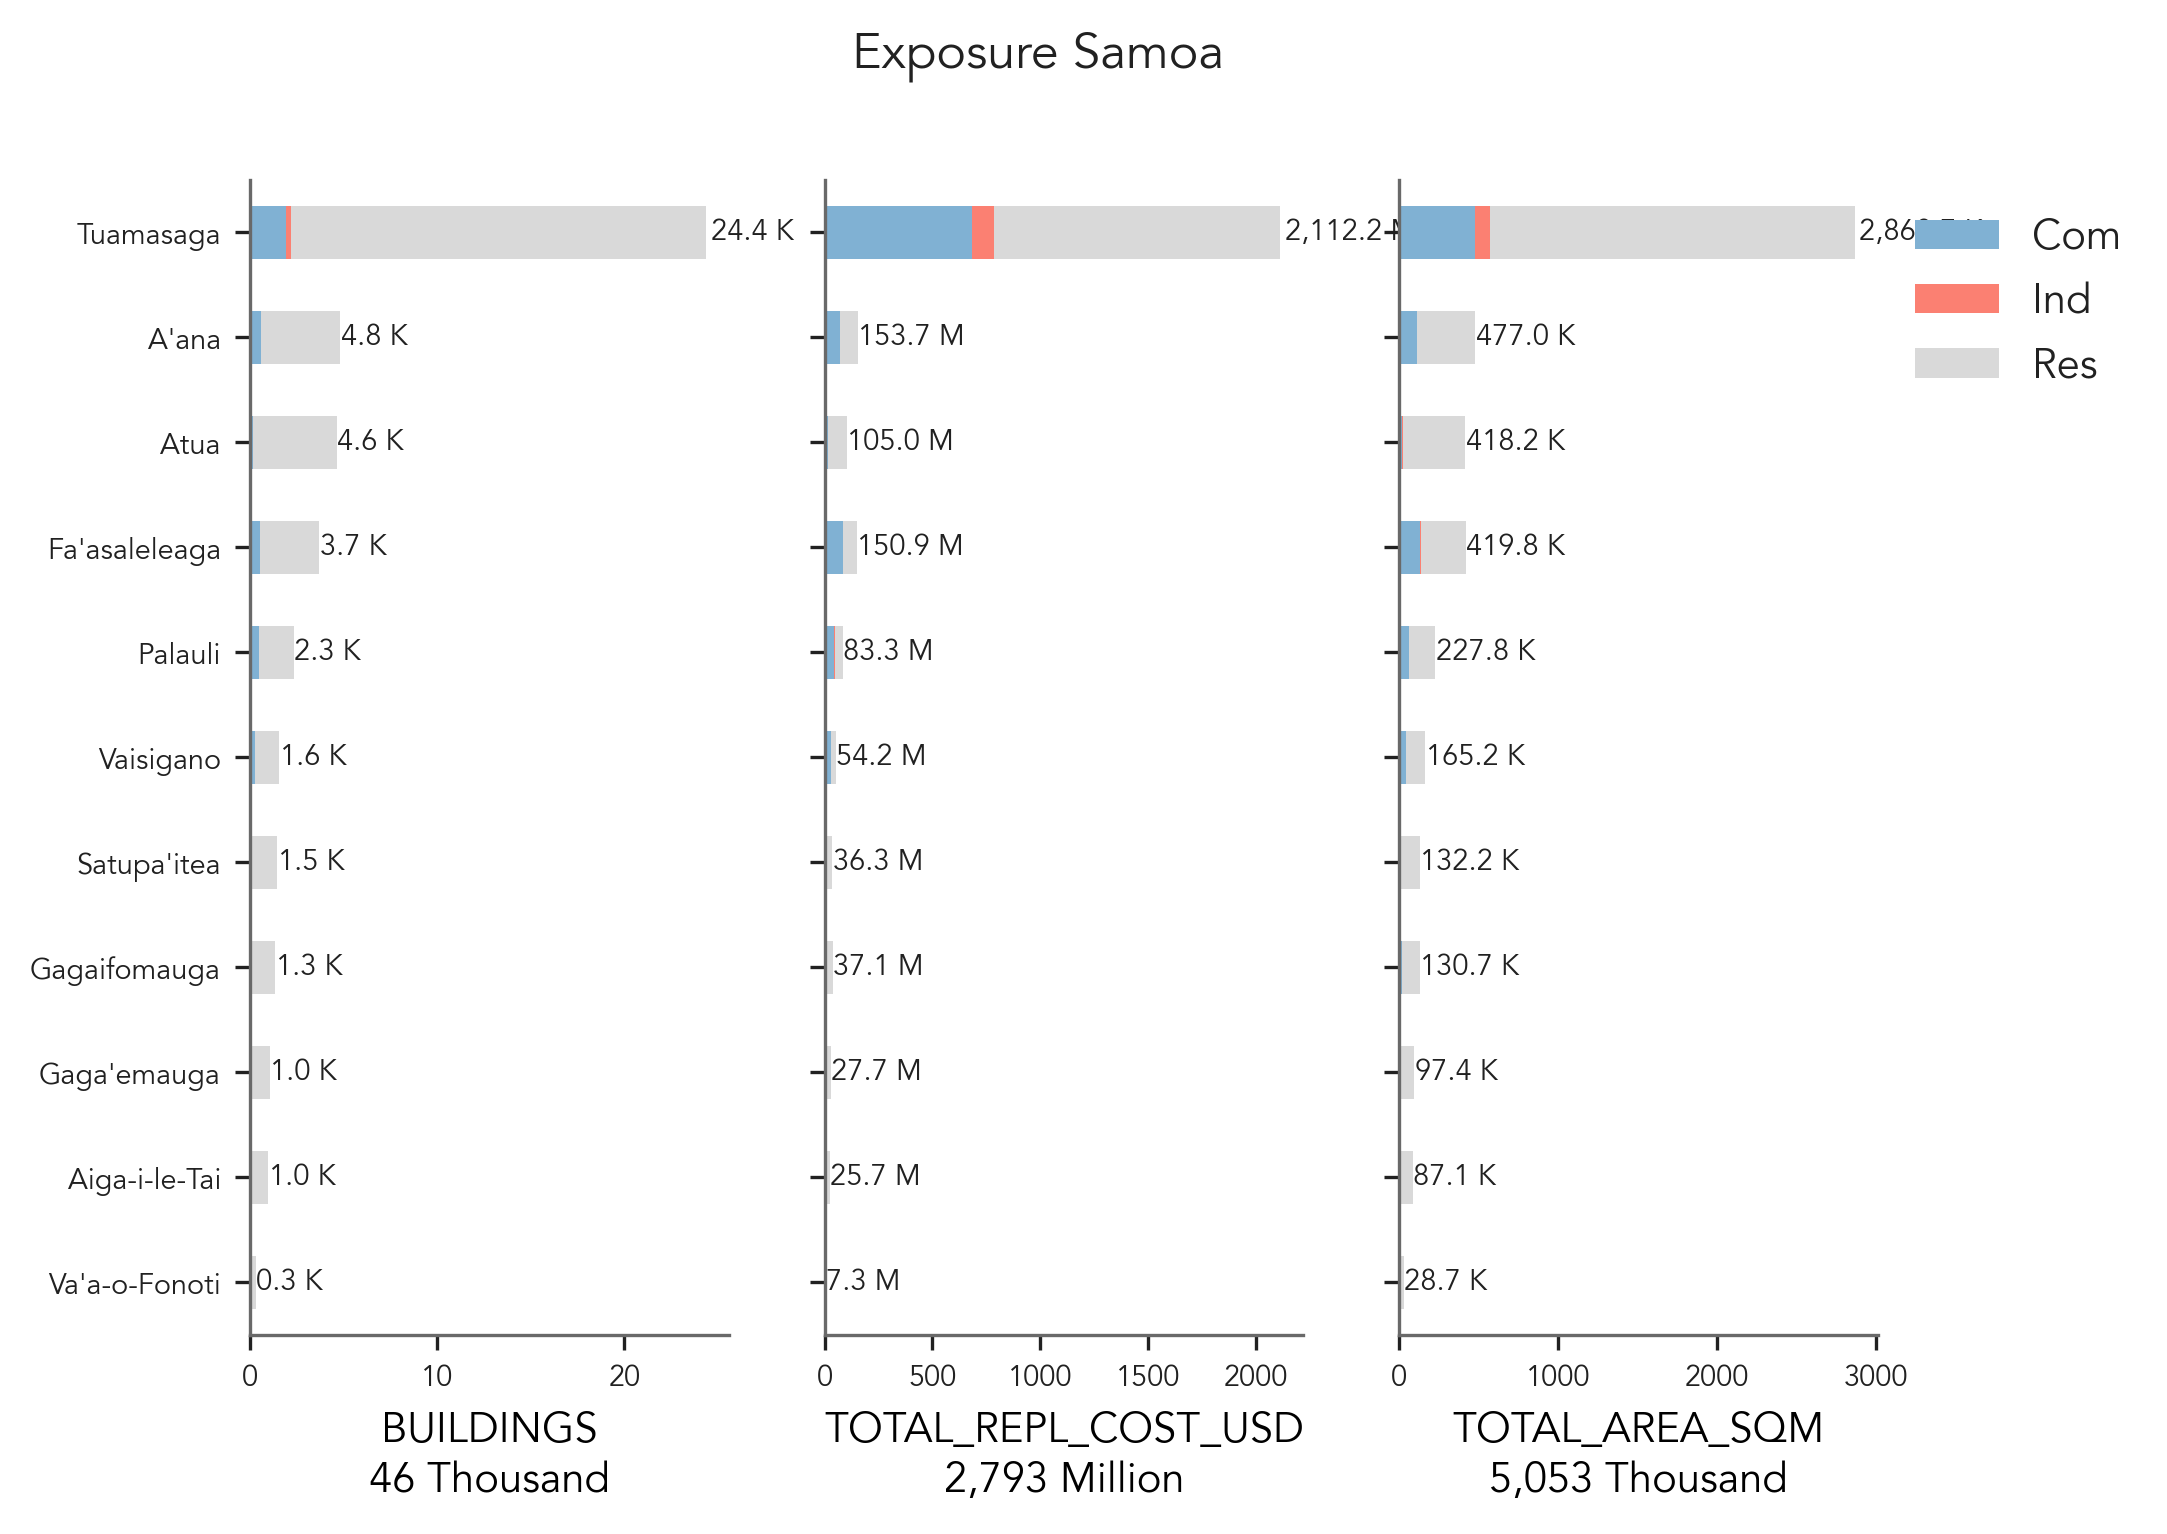 Exposure Samoa
Tuamasaga
A'ana
Atua
Fa'asaleleaga
Palauli
Vaisigano
Satupa'itea
Gagaifomauga
Gaga'emauga
Aiga-i-le-Tai
Va'a-o-Fonoti
24.4 K
4.8 K
4.6 K
3.7 K
2.3 K
1.6 K
1.5 K
1.3 K
1.0 K
1.0 K
0.3 K
0 10 20
BUILDINGS
46 Thousand
2,112.2
153.7 M
105.0 M
150.9 M
83.3 M
54.2 M
36.3 M
37.1 M
27.7 M
25.7 M
7.3 M
0 500 1000 1500 2000
TOTAL_REPL_COST_USD
2,793 Million
477.0 K
418.2 K
419.8 K
227.8 K
165.2 K
132.2 K
130.7 K
97.4 K
87.1 K
28.7 K
0 1000 2000 3000
TOTAL_AREA_SQM
5,053 Thousand
Com
Ind
Res